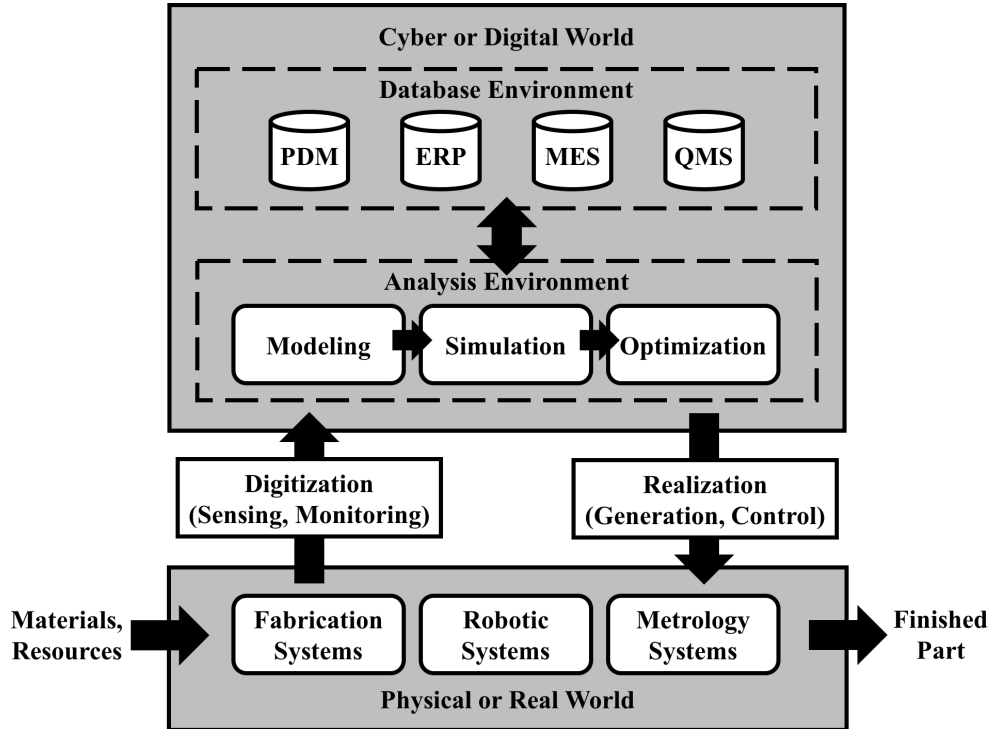 Cyber or Digital World
Database Environment
PDM
ERP
MES
QMS
Analysis Environment
Modeling
Simulation
Optimization
Digitization
(Sensing, Monitoring)
Realization
(Generation, Control)
Materials,
Resources
Fabrication
Systems
Robotic
Systems
Metrology
Systems
Finished
Part
Physical or Real World